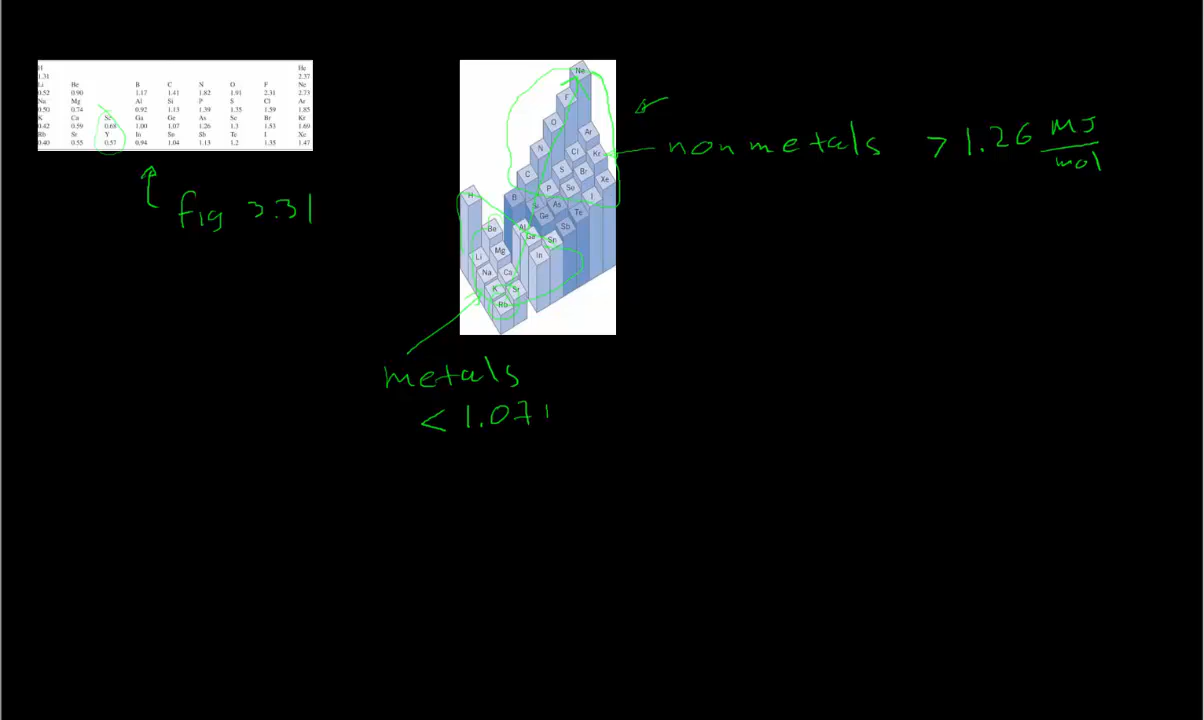 H He
1.31 2.37
Li Be B C N O F Ne
0.52 0.90 1.17 1.41 1.82 1.91 2.31 2.73
Na Mg Al Si P S Cl Ar
0.50 0.74 0.92 1.13 1.39 1.35 1.59 1.85
K Ca Sc Ga Ge As Se Br Kr
0.42 0.59 0.68 1.00 1.07 1.26 1.3 1.53 1.69
Rb Sr Y In Sn Sb Te I Xe
0.40 0.55 0.57 0.94 1.04 1.13 1.2 1.35 1.47
fig 3.31
Ne
F
O
Ar
N Cl Kr
C S Br
P Se Xe
H B Si As I
Ge Te
Be Al Ga Sn Sb
Li Mg In
Na Ca
K Sr
Rb
nonmetals > 1.26 MJ
mol
metals
< 1.07